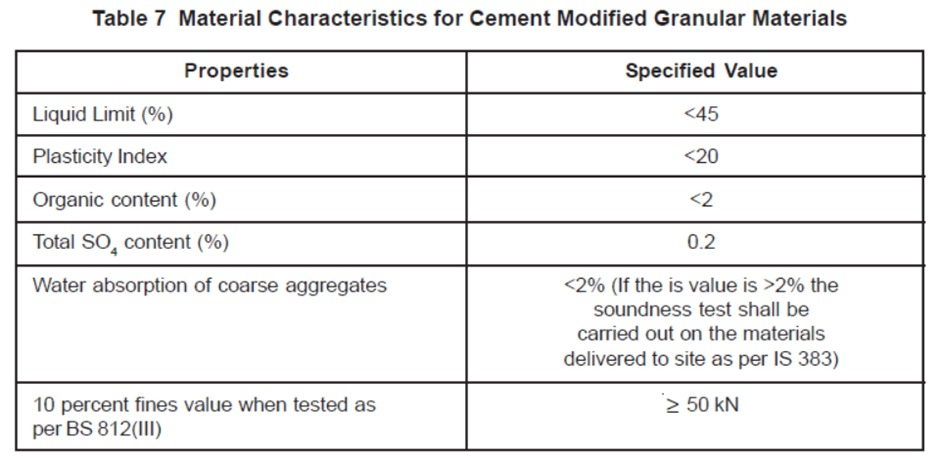 Table 7 Material Characteristics for Cement Modified Granular Materials
Properties
Specified Value
Liquid Limit (%)
<45
Plasticity Index
<20
Organic content (%)
<2
Total SO4 content (%)
0.2
Water absorption of coarse aggregates
<2% (If the is value is >2% the
soundness test shall be
carried out on the materials
delivered to site as per IS 383)
10 percent fines value when tested as
per BS 812(III)
≥ 50 kN